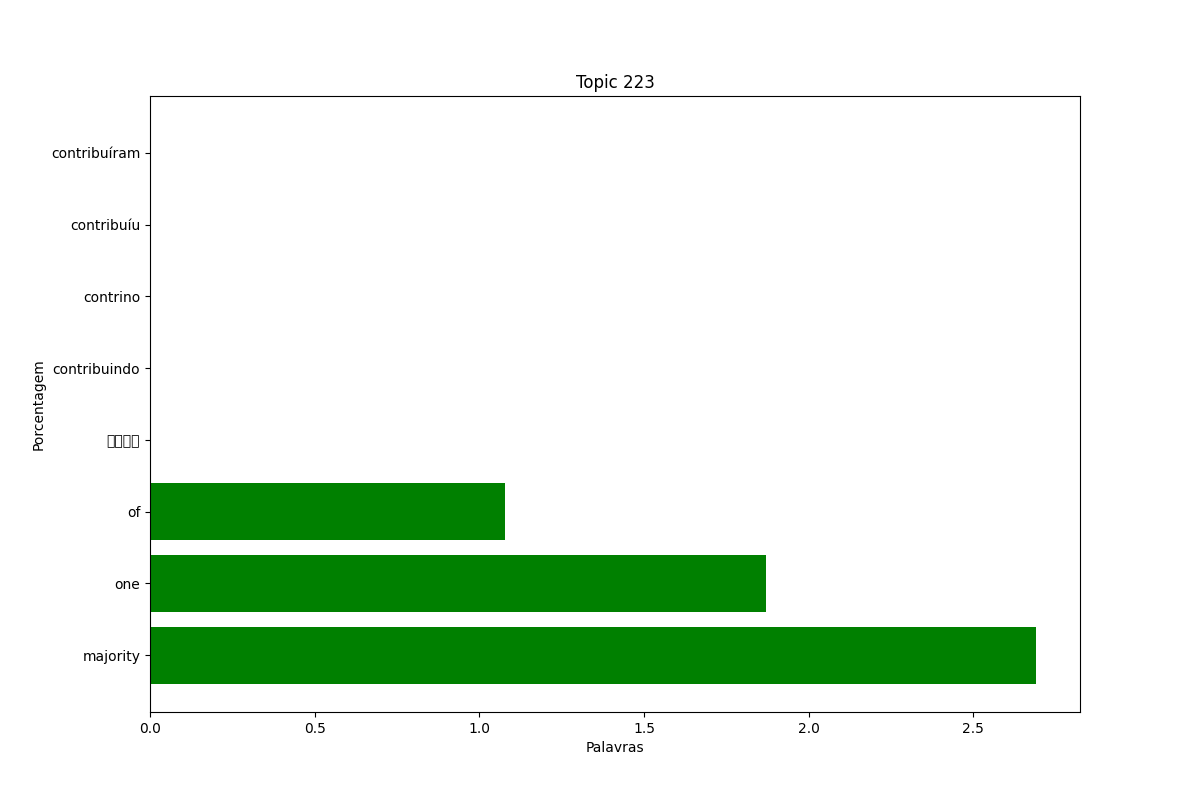 Topic 223
contribuíram
contribuíu
contrino
contribuindo
of
one
majority
Porcentagem
0.0 0.5 1.0 1.5 2.0 2.5
Palavras